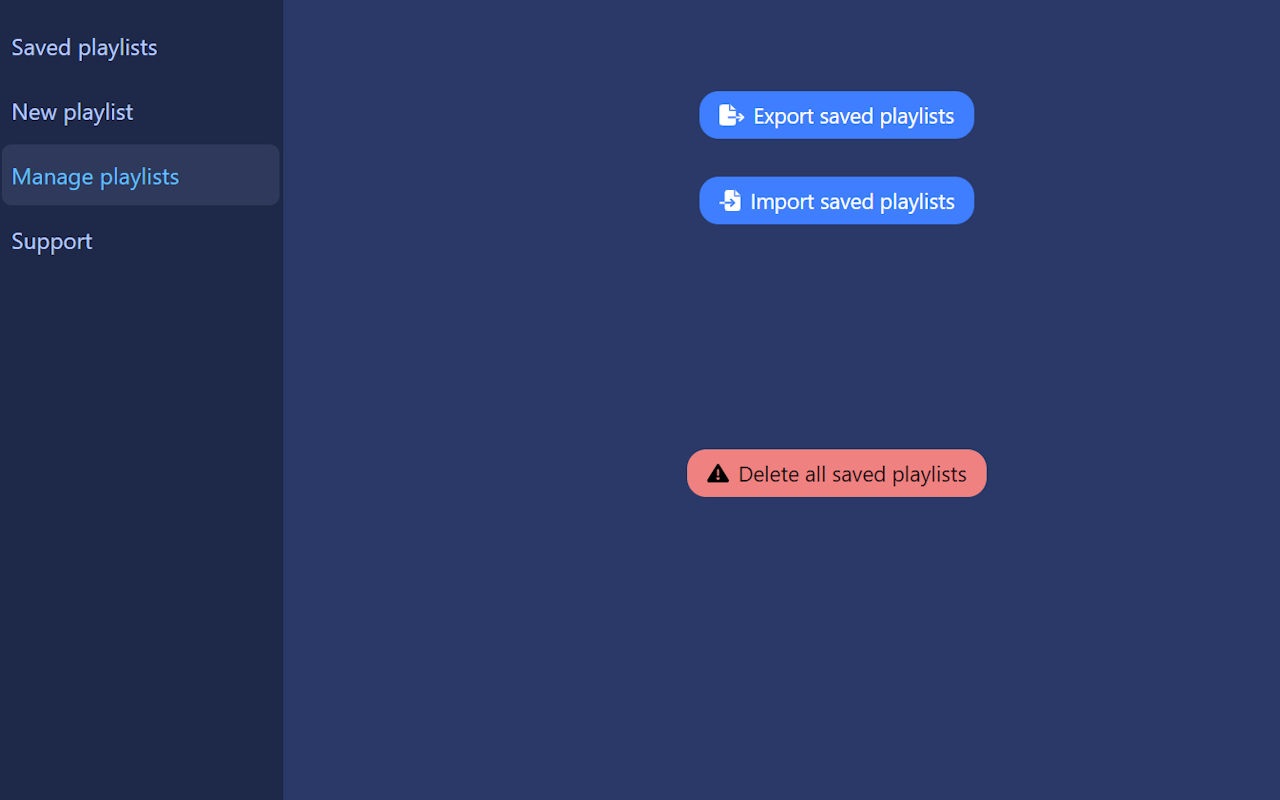 Saved playlists
New playlist
Manage playlists
Support
Export saved playlists
Import saved playlists
Delete all saved playlists